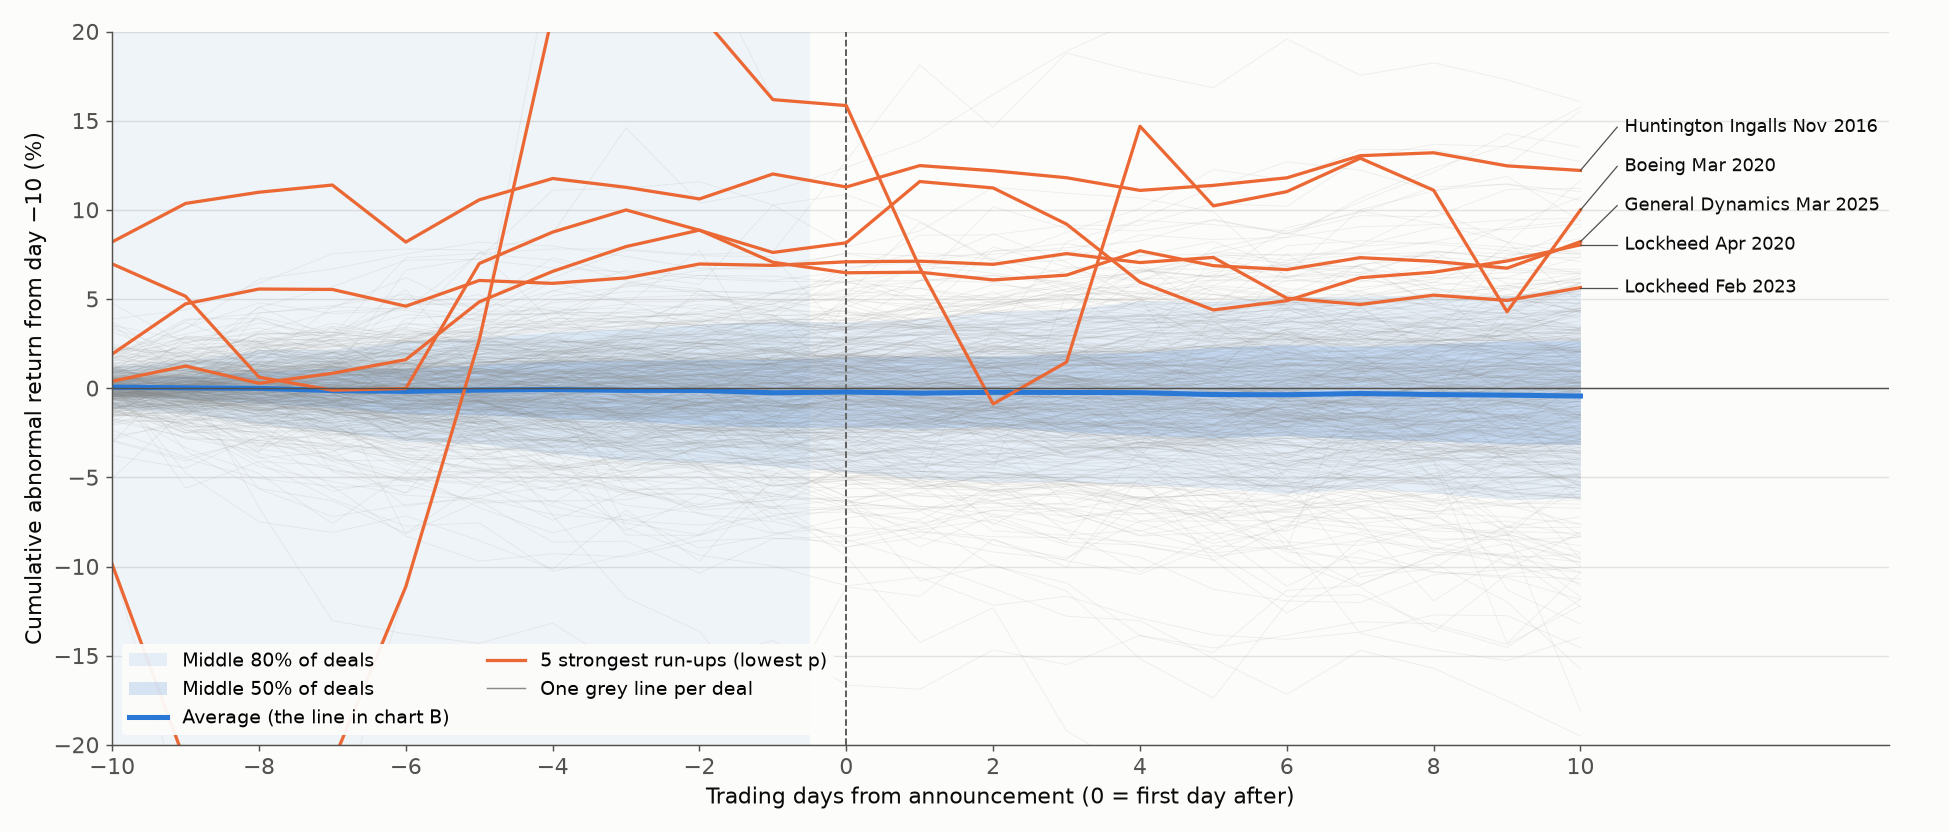 Cumulative abnormal return from day −10 (%)
20
15
10
5
0
−5
−10
−15
−20
Huntington Ingalls Nov 2016
Boeing Mar 2020
General Dynamics Mar 2025
Lockheed Apr 2020
Lockheed Feb 2023
Middle 80% of deals
Middle 50% of deals
Average (the line in chart B)
5 strongest run-ups (lowest p)
One grey line per deal
−10 −8 −6 −4 −2 0 2 4 6 8 10
Trading days from announcement (0 = first day after)